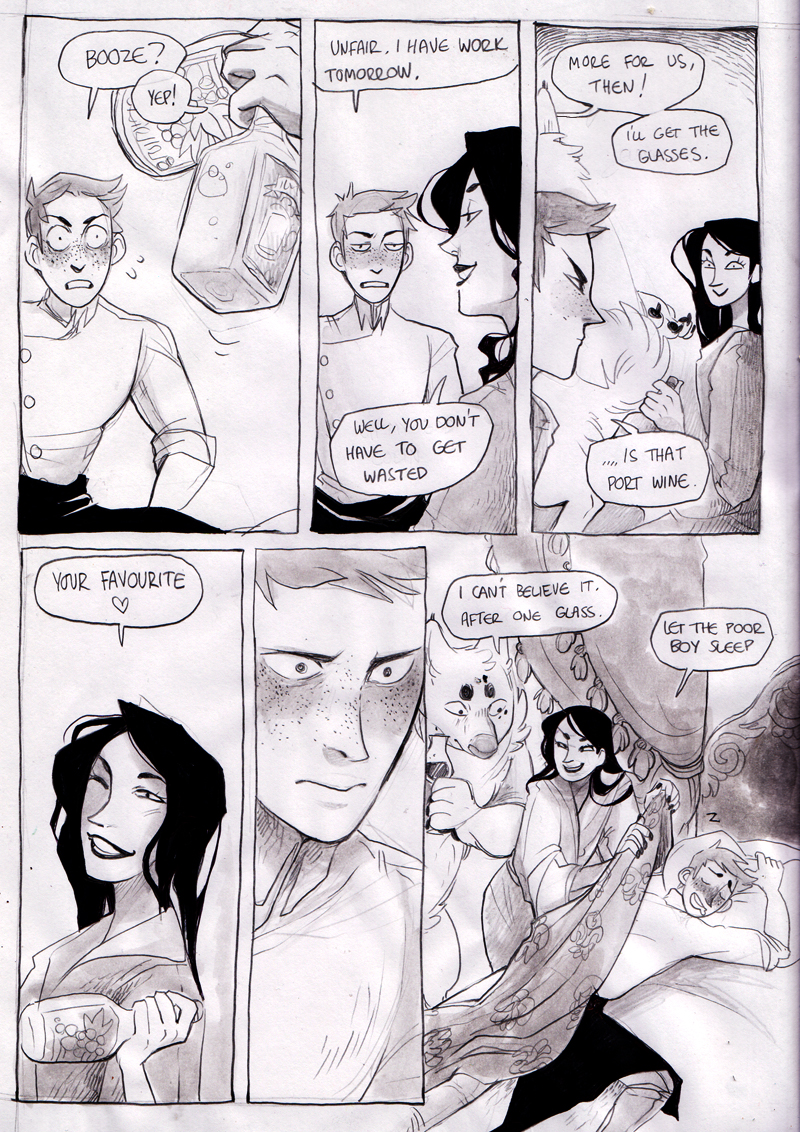 BOOZE?
YEP!
UNFAIR. I HAVE WORK
TOMORROW.
WELL, YOU DON'T
HAVE TO GET
WASTED
MORE FOR US,
THEN!
I'LL GET THE
GLASSES.
....IS THAT
PORT WINE.
YOUR FAVOURITE
♡
I CAN'T BELIEVE IT.
AFTER ONE GLASS.
LET THE POOR
BOY SLEEP
Z